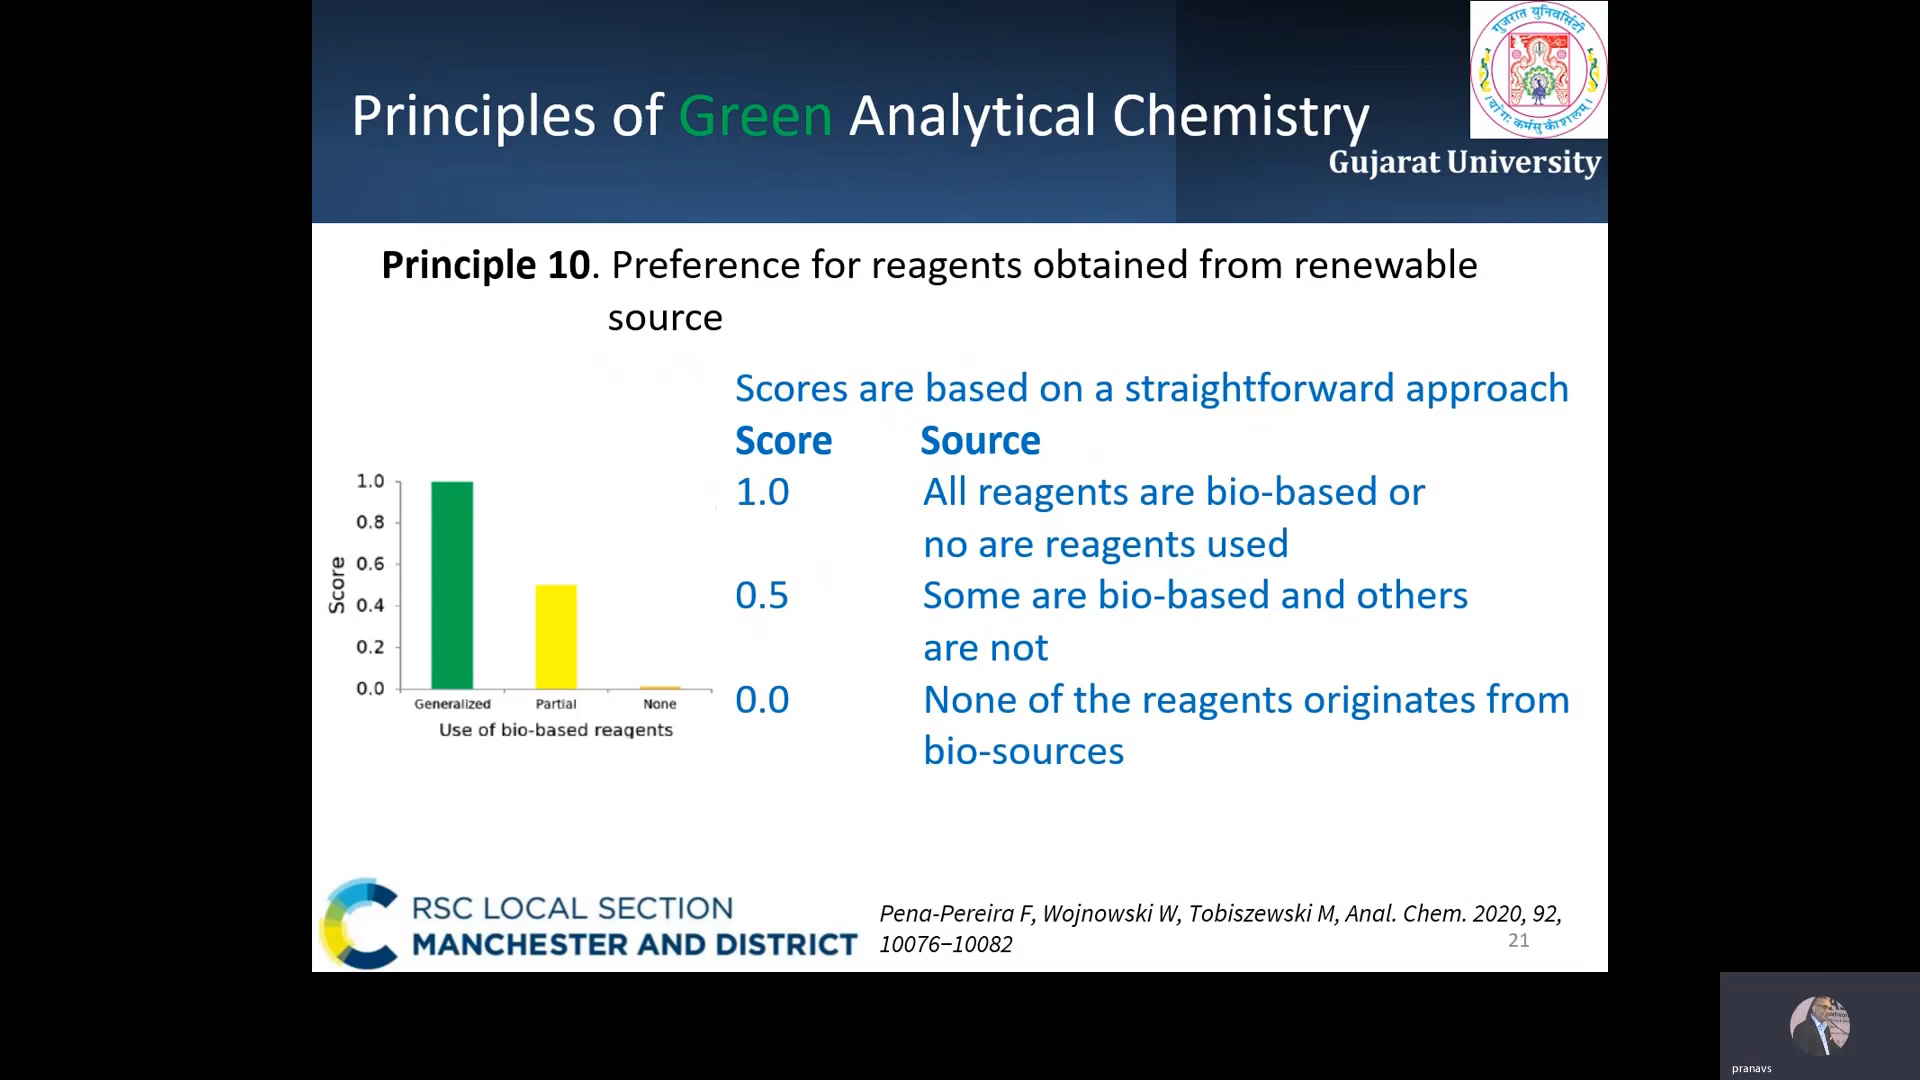 Principles of Green Analytical Chemistry
गुजरात युनिवर्सिटी
योगः कर्मसु कौशलम्
Gujarat University
Principle 10. Preference for reagents obtained from renewable
source
Scores are based on a straightforward approach
Score Source
1.0 All reagents are bio-based or
no are reagents used
0.5 Some are bio-based and others
are not
0.0 None of the reagents originates from
bio-sources
Score
1.0
0.8
0.6
0.4
0.2
0.0
Generalized Partial None
Use of bio-based reagents
RSC LOCAL SECTION
MANCHESTER AND DISTRICT
Pena-Pereira F, Wojnowski W, Tobiszewski M, Anal. Chem. 2020, 92,
10076−10082
21
pranavs